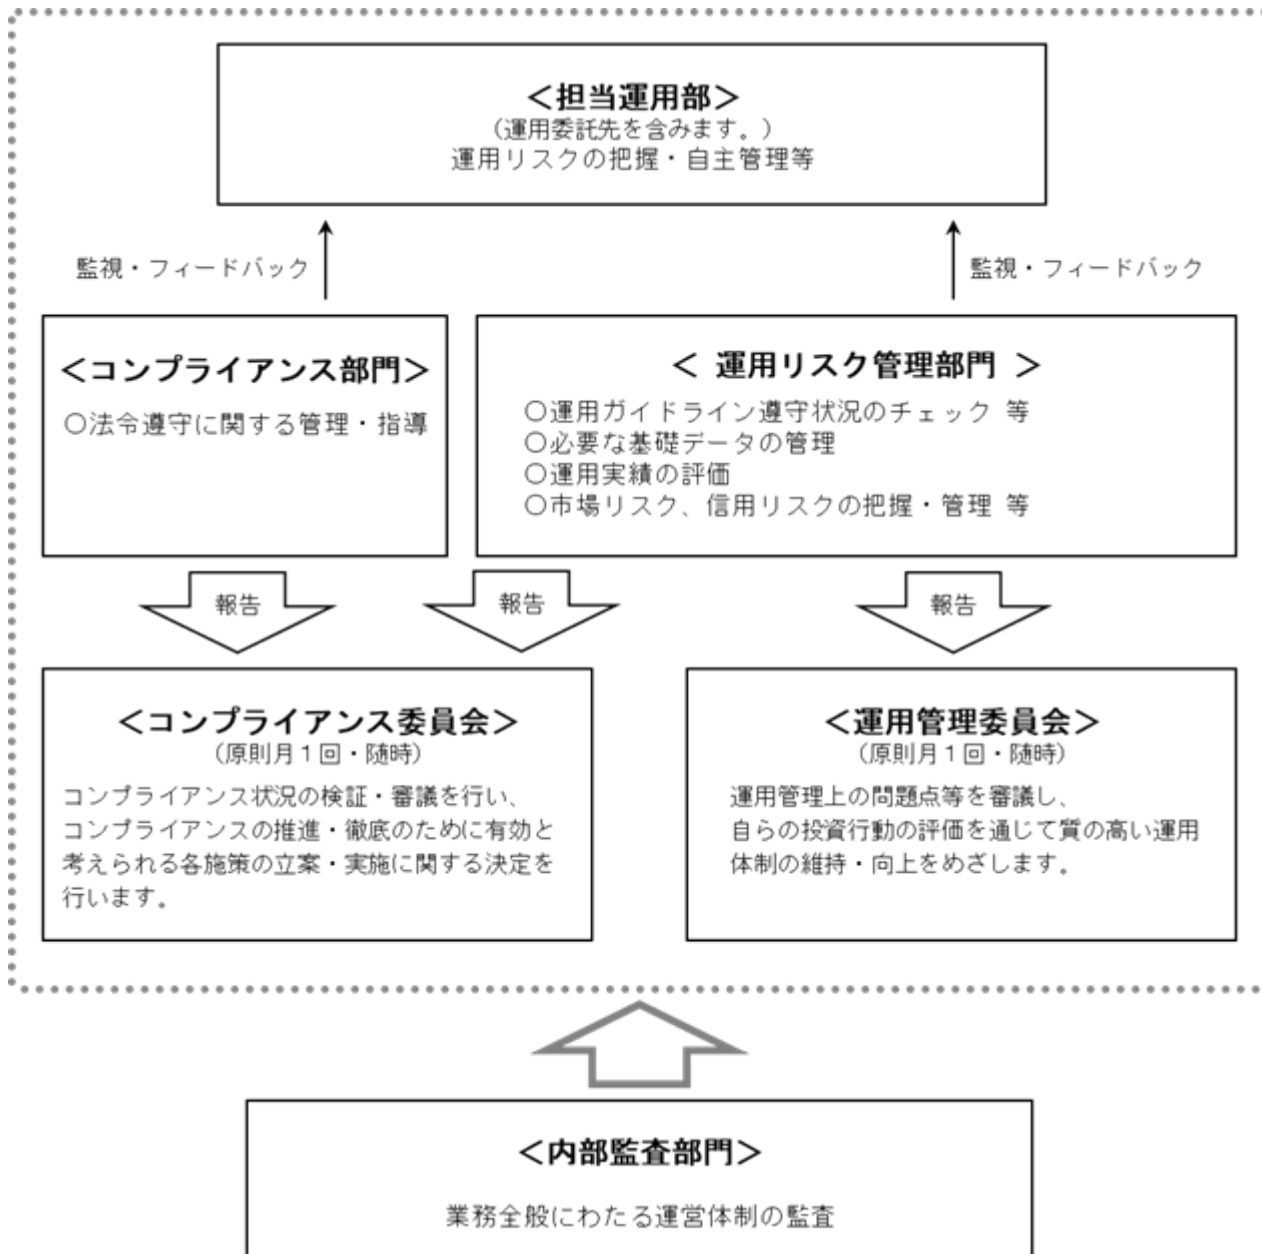 ＜担当運用部＞
（運用委託先を含みます。）
運用リスクの把握・自主管理等
監視・フィードバック
監視・フィードバック
＜コンプライアンス部門＞
○法令遵守に関する管理・指導
＜ 運用リスク管理部門 ＞
○運用ガイドライン遵守状況のチェック 等
○必要な基礎データの管理
○運用実績の評価
○市場リスク、信用リスクの把握・管理 等
報告
報告
報告
＜コンプライアンス委員会＞
（原則月１回・随時）
コンプライアンス状況の検証・審議を行い、
コンプライアンスの推進・徹底のために有効と
考えられる各施策の立案・実施に関する決定を
行います。
＜運用管理委員会＞
（原則月１回・随時）
運用管理上の問題点等を審議し、
自らの投資行動の評価を通じて質の高い運用
体制の維持・向上をめざします。
＜内部監査部門＞
業務全般にわたる運営体制の監査